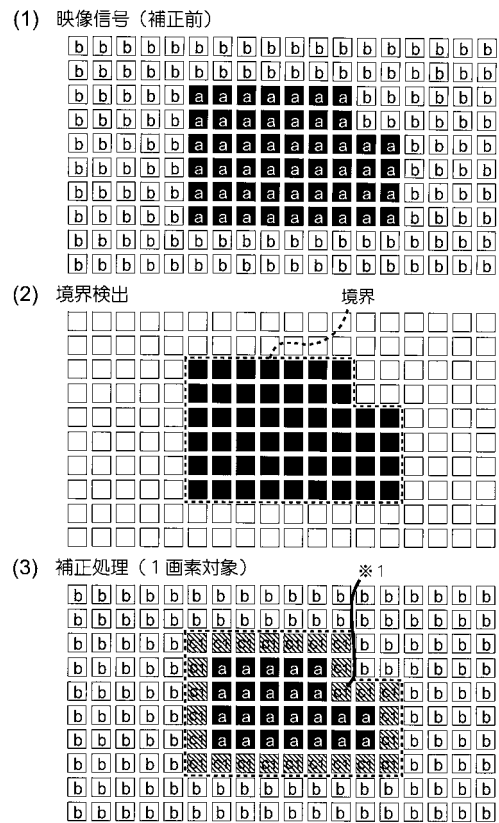 (1) 映像信号（補正前）
b b b b b b b b b b b b b b b b b b
b b b b b b b b b b b b b b b b b b
b b b b b a a a a a a a b b b b b b
b b b b b a a a a a a a b b b b b b
b b b b b a a a a a a a a a b b b b
b b b b b a a a a a a a a a b b b b
b b b b b a a a a a a a a a b b b b
b b b b b a a a a a a a a a b b b b
b b b b b b b b b b b b b b b b b b
b b b b b b b b b b b b b b b b b b
(2) 境界検出
境界
(3) 補正処理（１画素対象）
※1
b b b b b b b b b b b b b b b b b b
b b b b b b b b b b b b b b b b b b
b b b b b b b b b b b
b b b b b a a a a a b b b b b b
b b b b b a a a a a b b b b
b b b b b a a a a a a a b b b b
b b b b b a a a a a a a b b b b
b b b b b b b b b
b b b b b b b b b b b b b b b b b b
b b b b b b b b b b b b b b b b b b